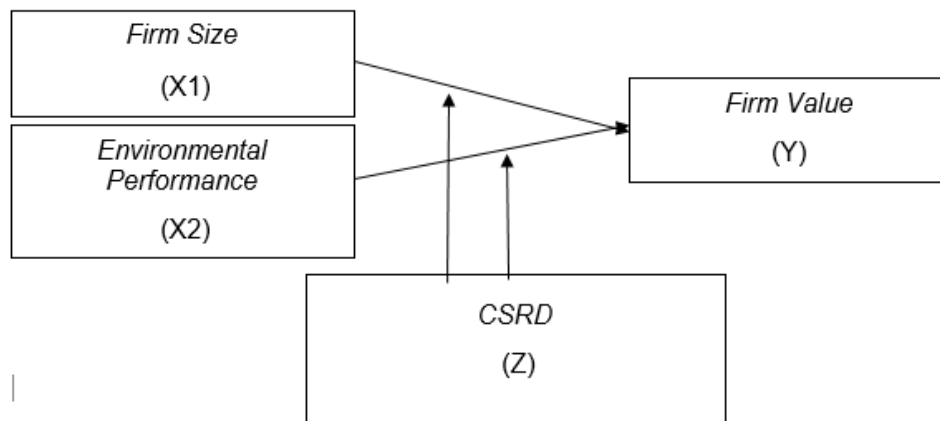 Firm Size
(X1)
Environmental
Performance
(X2)
Firm Value
(Y)
CSRD
(Z)